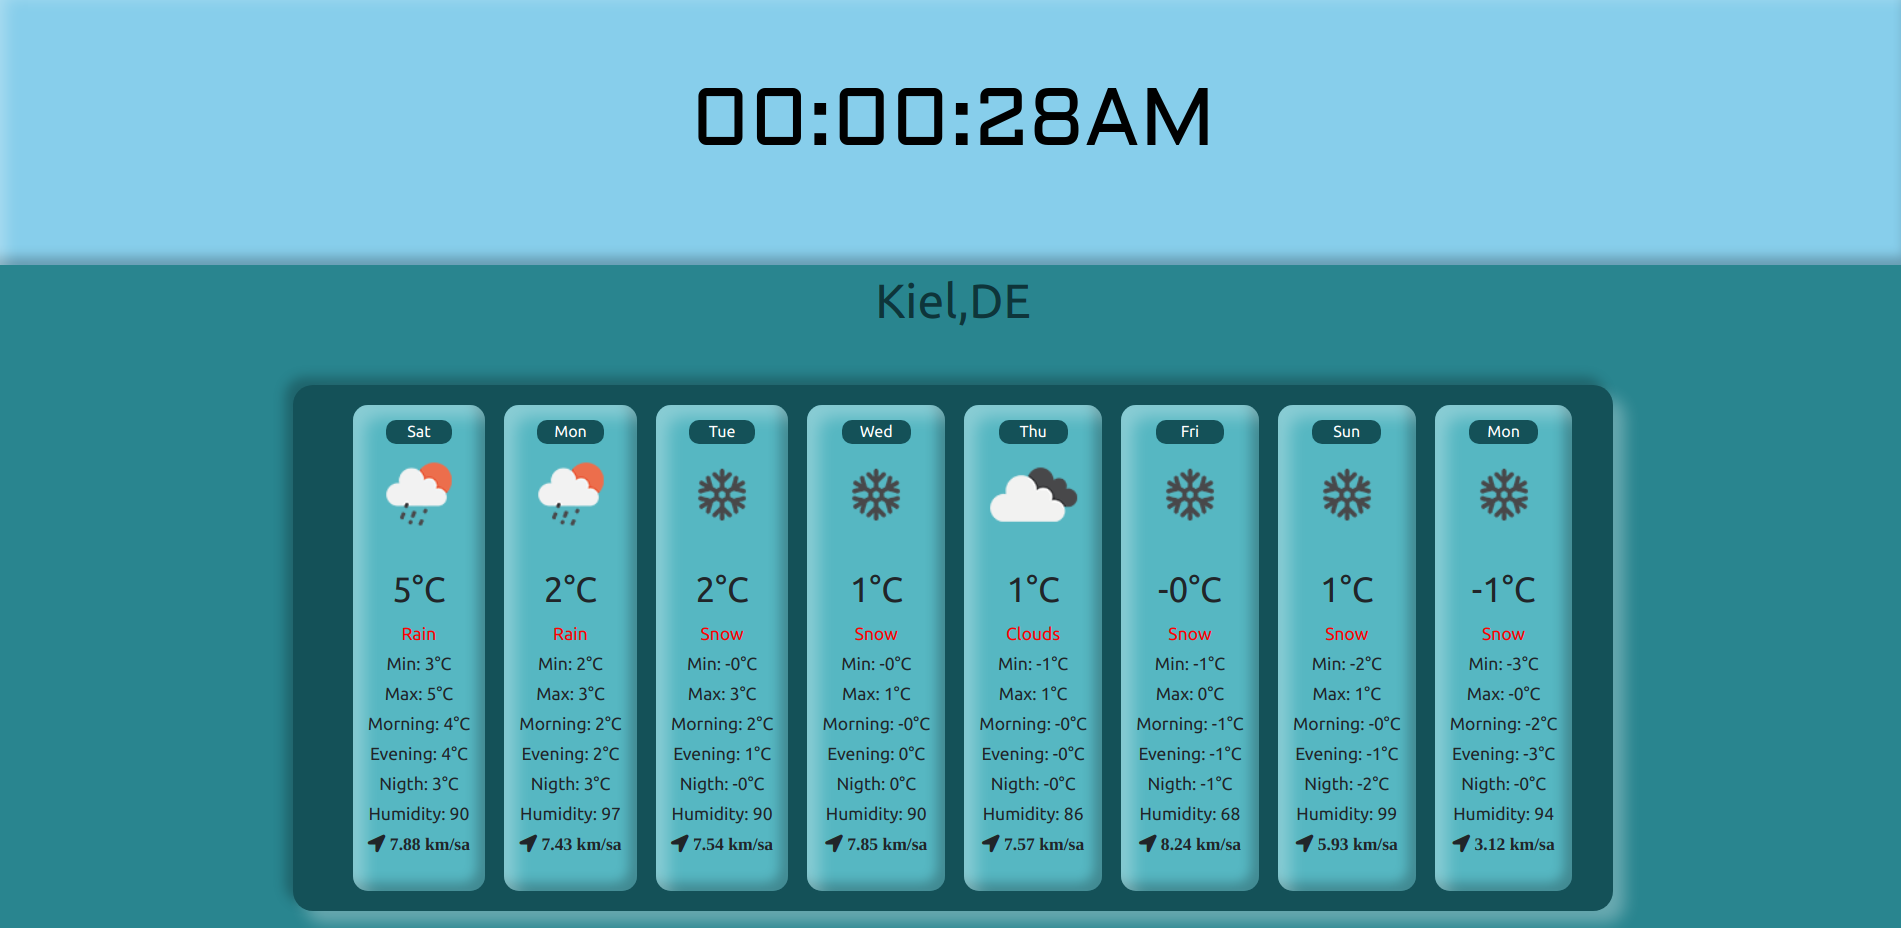 00:00:28AM
Kiel,DE
Sat
5°C
Rain
Min: 3°C
Max: 5°C
Morning: 4°C
Evening: 4°C
Nigth: 3°C
Humidity: 90
7.88 km/sa
Mon
2°C
Rain
Min: 2°C
Max: 3°C
Morning: 2°C
Evening: 2°C
Nigth: 3°C
Humidity: 97
7.43 km/sa
Tue
2°C
Snow
Min: -0°C
Max: 3°C
Morning: 2°C
Evening: 1°C
Nigth: -0°C
Humidity: 90
7.54 km/sa
Wed
1°C
Snow
Min: -0°C
Max: 1°C
Morning: -0°C
Evening: 0°C
Nigth: 0°C
Humidity: 90
7.85 km/sa
Thu
1°C
Clouds
Min: -1°C
Max: 1°C
Morning: -0°C
Evening: -0°C
Nigth: -0°C
Humidity: 86
7.57 km/sa
Fri
-0°C
Snow
Min: -1°C
Max: 0°C
Morning: -1°C
Evening: -1°C
Nigth: -1°C
Humidity: 68
8.24 km/sa
Sun
1°C
Snow
Min: -2°C
Max: 1°C
Morning: -0°C
Evening: -1°C
Nigth: -2°C
Humidity: 99
5.93 km/sa
Mon
-1°C
Snow
Min: -3°C
Max: -0°C
Morning: -2°C
Evening: -3°C
Nigth: -0°C
Humidity: 94
3.12 km/sa